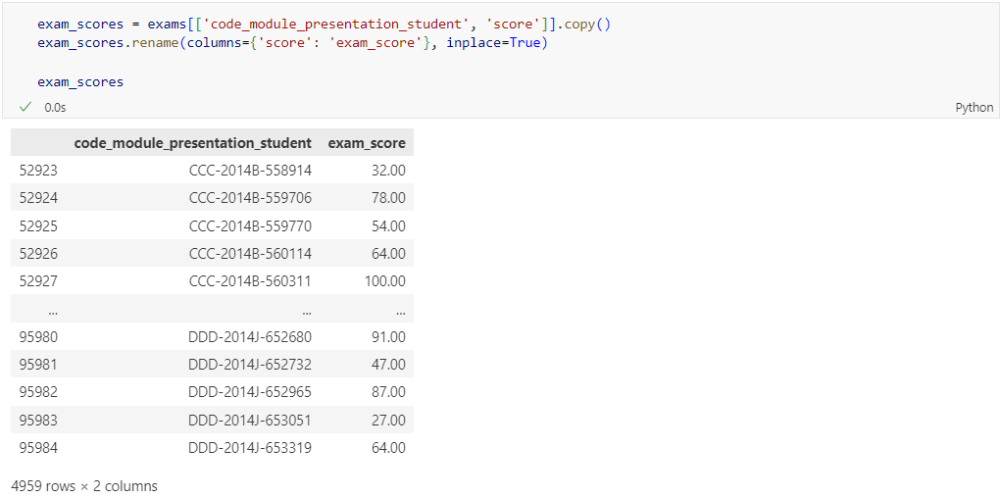 exam_scores = exams[['code_module_presentation_student', 'score']].copy()
exam_scores.rename(columns={'score': 'exam_score'}, inplace=True)
exam_scores
0.0s Python
code_module_presentation_student exam_score
52923 CCC-2014B-558914 32.00
52924 CCC-2014B-559706 78.00
52925 CCC-2014B-559770 54.00
52926 CCC-2014B-560114 64.00
52927 CCC-2014B-560311 100.00
... ... ...
95980 DDD-2014J-652680 91.00
95981 DDD-2014J-652732 47.00
95982 DDD-2014J-652965 87.00
95983 DDD-2014J-653051 27.00
95984 DDD-2014J-653319 64.00
4959 rows × 2 columns